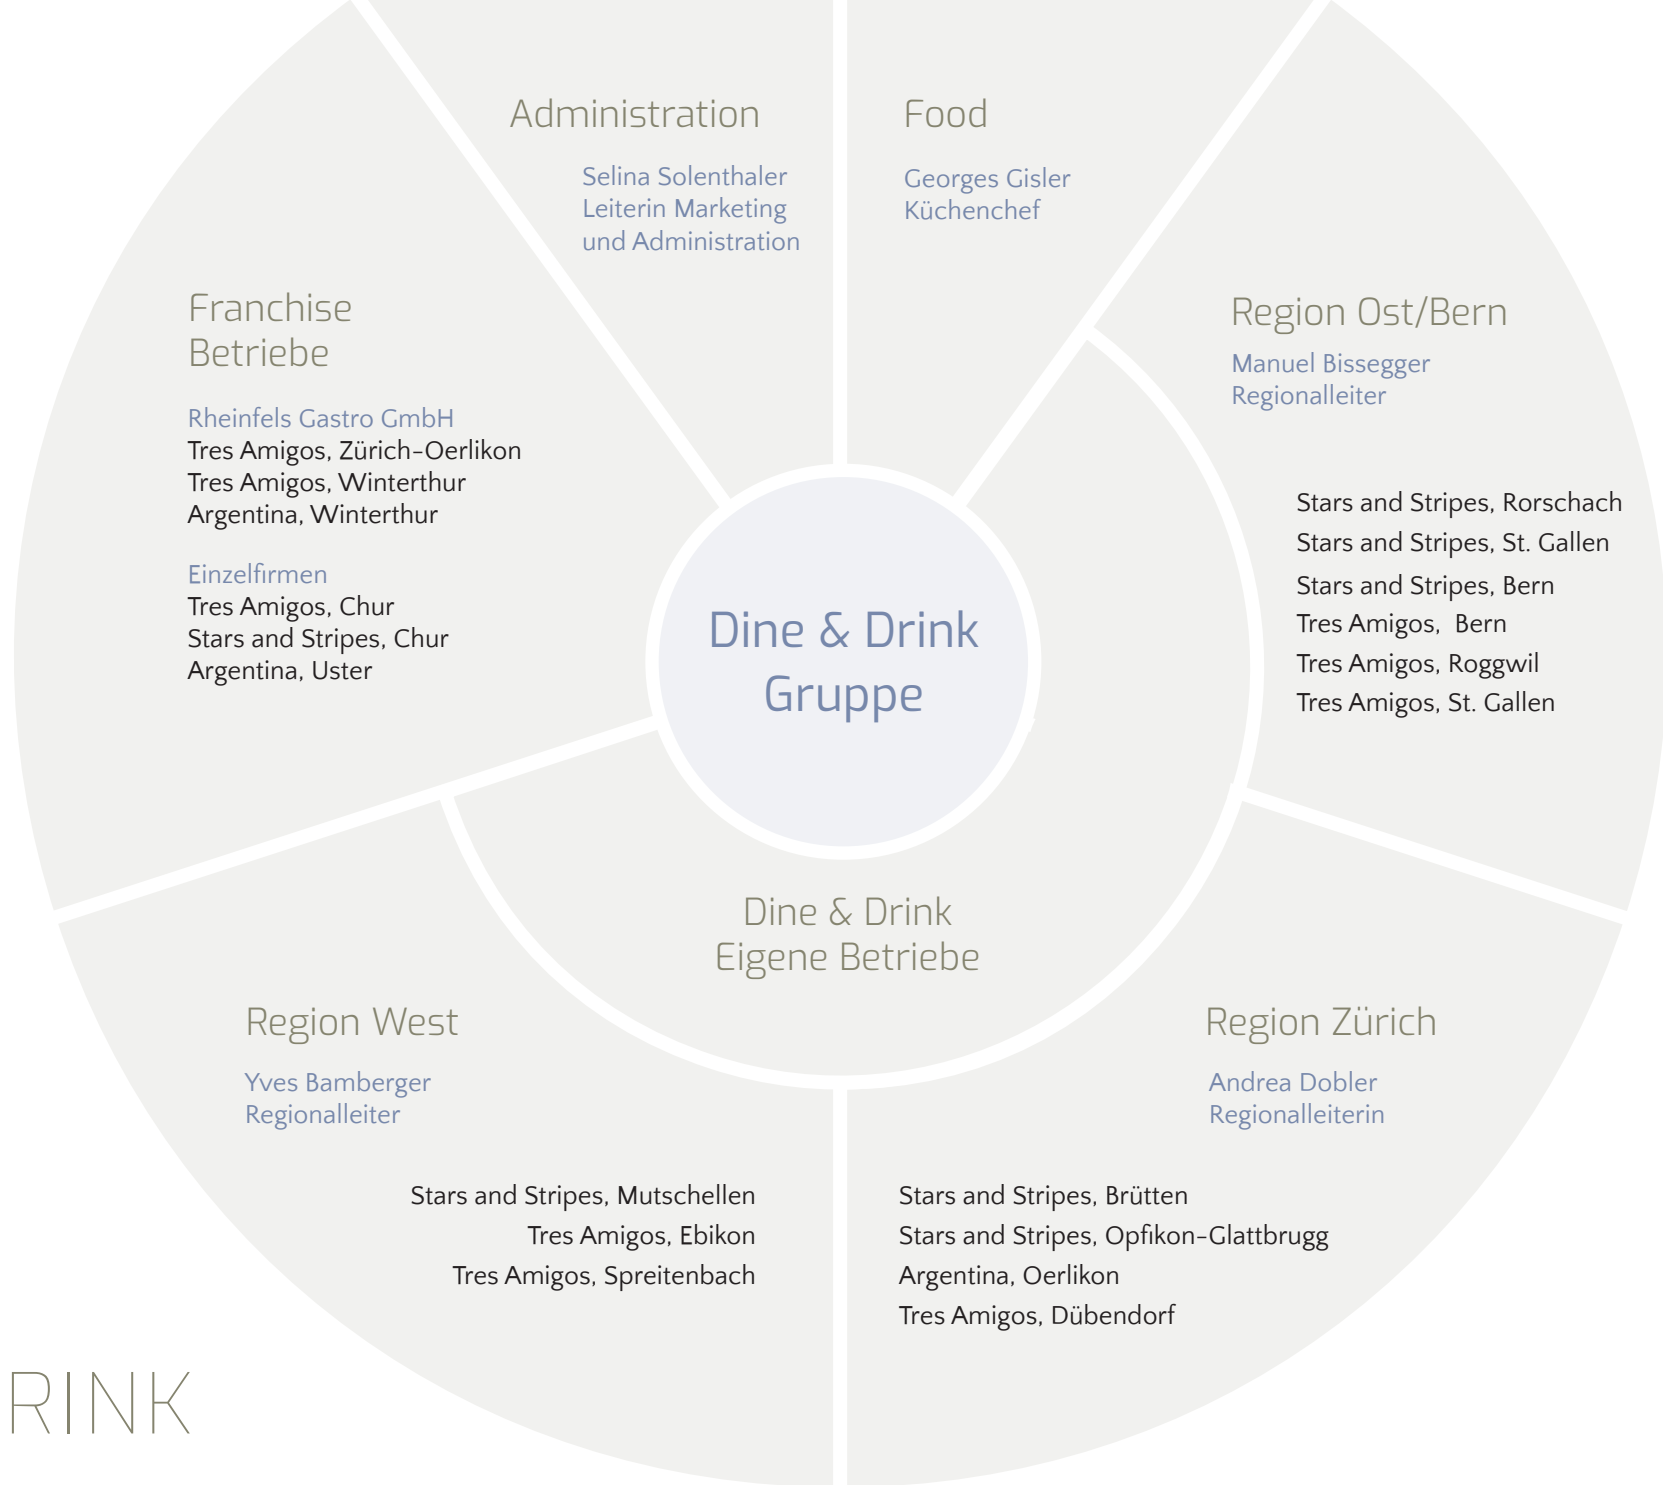 Administration
Selina Solenthaler
Leiterin Marketing
und Administration
Food
Georges Gisler
Küchenchef
Franchise
Betriebe
Rheinfels Gastro GmbH
Tres Amigos, Zürich-Oerlikon
Tres Amigos, Winterthur
Argentina, Winterthur
Einzelfirmen
Tres Amigos, Chur
Stars and Stripes, Chur
Argentina, Uster
Region Ost/Bern
Manuel Bissegger
Regionalleiter
Stars and Stripes, Rorschach
Stars and Stripes, St. Gallen
Stars and Stripes, Bern
Tres Amigos, Bern
Tres Amigos, Roggwil
Tres Amigos, St. Gallen
Dine & Drink
Gruppe
Dine & Drink
Eigene Betriebe
Region West
Yves Bamberger
Regionalleiter
Stars and Stripes, Mutschellen
Tres Amigos, Ebikon
Tres Amigos, Spreitenbach
Region Zürich
Andrea Dobler
Regionalleiterin
Stars and Stripes, Brütten
Stars and Stripes, Opfikon-Glattbrugg
Argentina, Oerlikon
Tres Amigos, Dübendorf
RINK